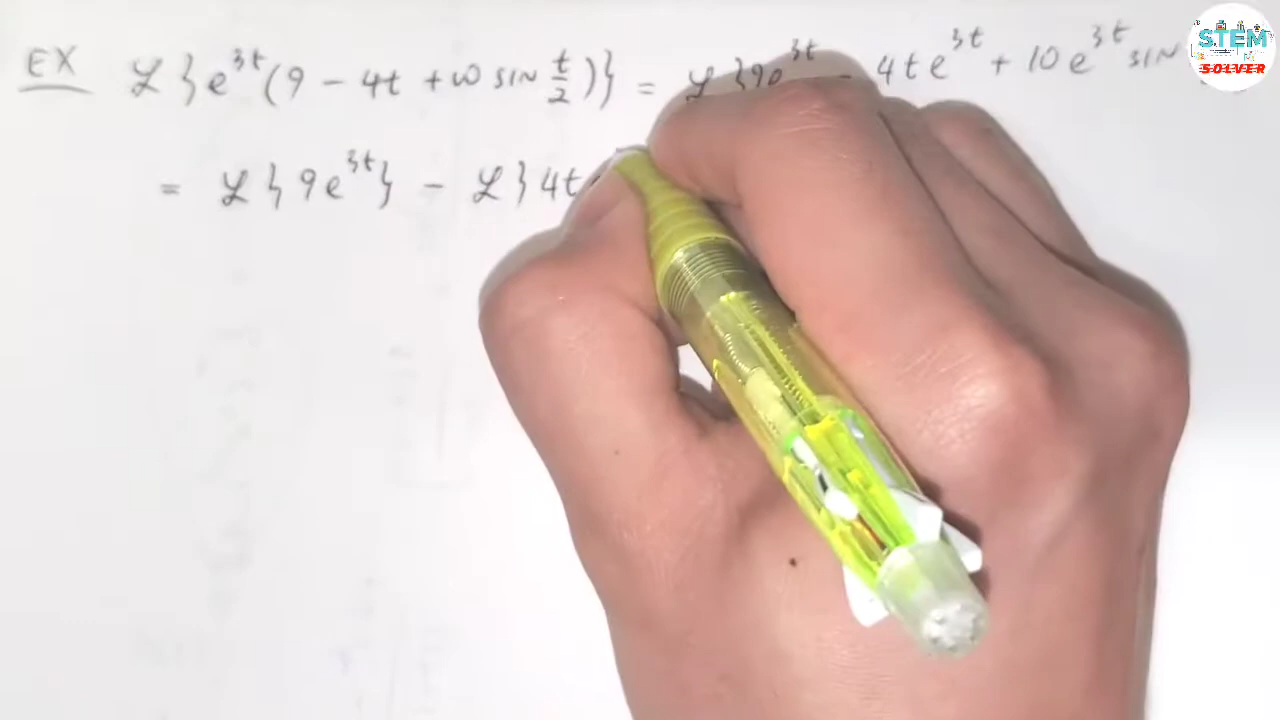 EX ℒ{e^{3t}(9 - 4t + 10 sin t/2)} = ℒ{9e^{3t} - 4te^{3t} + 10e^{3t} sin
= ℒ{9e^{3t}} - ℒ{4t
STEM
SOLVER